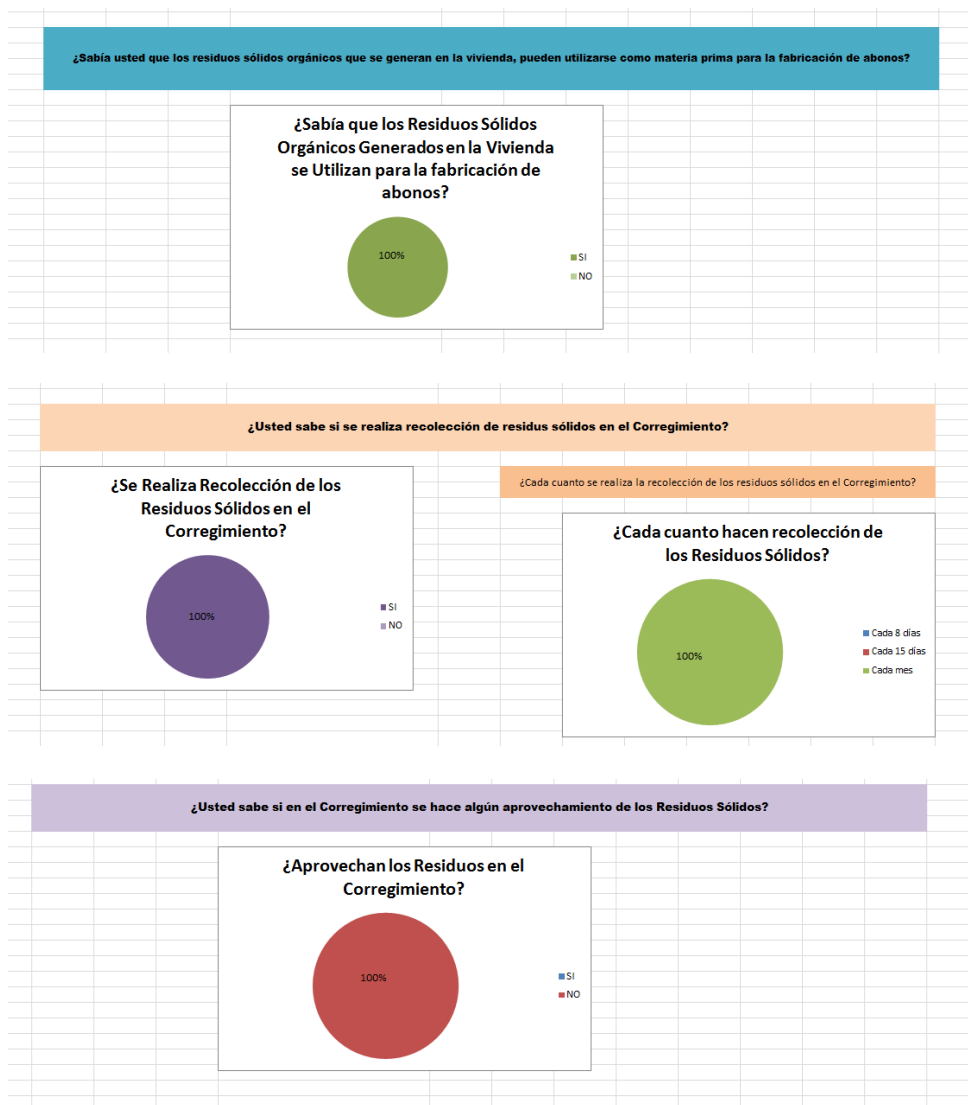 ¿Sabía usted que los residuos sólidos orgánicos que se generan en la vivienda, pueden utilizarse como materia prima para la fabricación de abonos?
¿Sabía que los Residuos Sólidos
Orgánicos Generados en la Vivienda
se Utilizan para la fabricación de
abonos?
100%
SI
NO
¿Usted sabe si se realiza recolección de residus sólidos en el Corregimiento?
¿Se Realiza Recolección de los
Residuos Sólidos en el
Corregimiento?
100%
SI
NO
¿Cada cuanto se realiza la recolección de los residuos sólidos en el Corregimiento?
¿Cada cuanto hacen recolección de
los Residuos Sólidos?
100%
Cada 8 días
Cada 15 días
Cada mes
¿Usted sabe si en el Corregimiento se hace algún aprovechamiento de los Residuos Sólidos?
¿Aprovechan los Residuos en el
Corregimiento?
100%
SI
NO